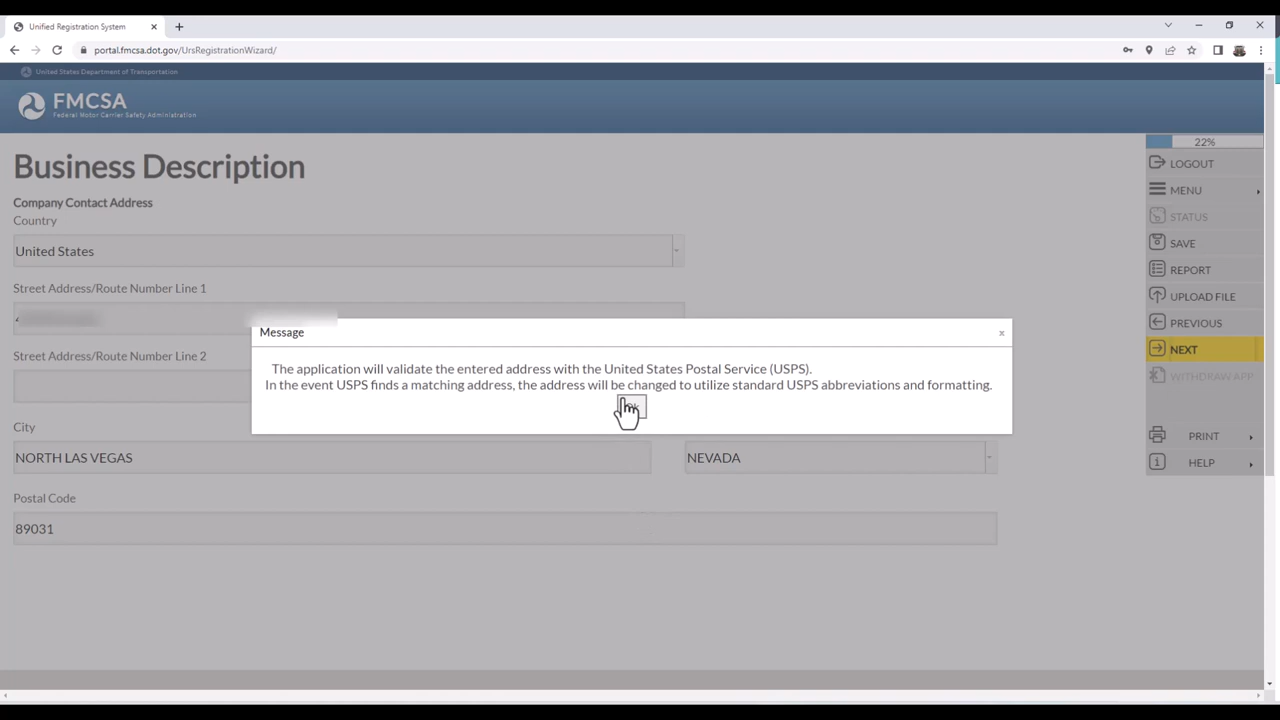 Unified Registration System
portal.fmcsa.dot.gov/UrsRegistrationWizard/
United States Department of Transportation
FMCSA
Federal Motor Carrier Safety Administration
22%
Business Description
LOGOUT
MENU
STATUS
SAVE
REPORT
UPLOAD FILE
PREVIOUS
NEXT
WITHDRAW APP
PRINT
HELP
Company Contact Address
Country
United States
Street Address/Route Number Line 1
Message
The application will validate the entered address with the United States Postal Service (USPS).
In the event USPS finds a matching address, the address will be changed to utilize standard USPS abbreviations and formatting.
Street Address/Route Number Line 2
City
NORTH LAS VEGAS
NEVADA
Postal Code
89031